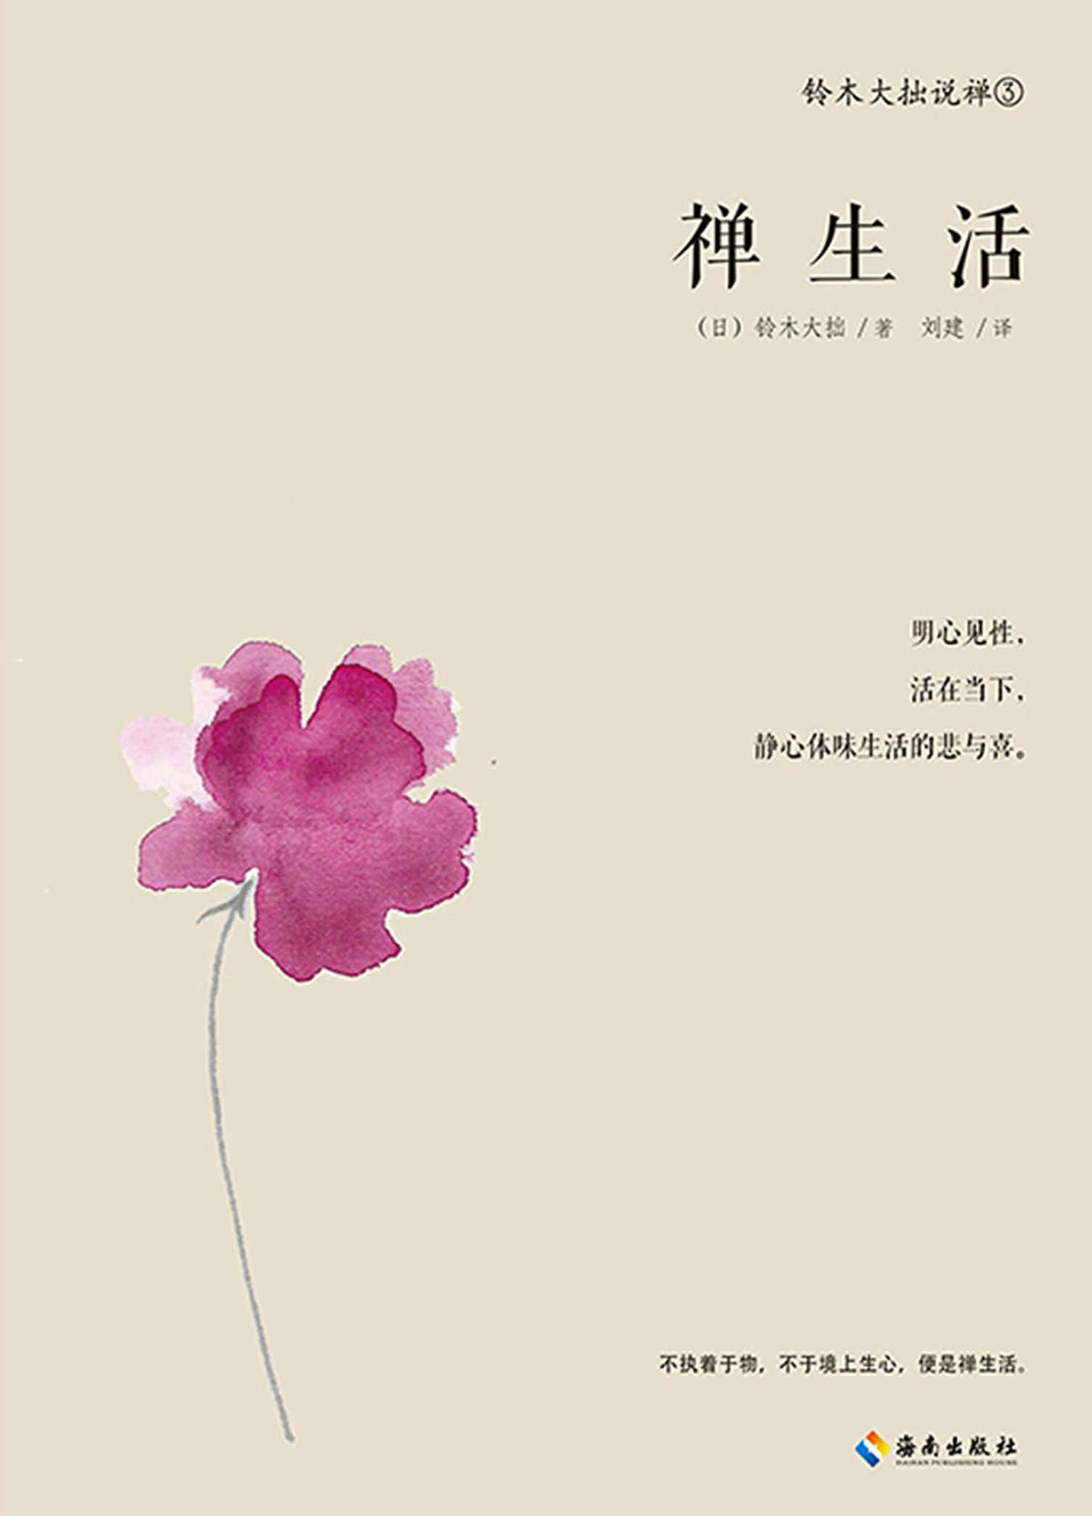 铃木大拙说禅③
禅生活
（日）铃木大拙 / 著 刘建 / 译
明心见性，
活在当下，
静心体味生活的悲与喜。
不执着于物，不于境上生心，便是禅生活。
海南出版社
HAINAN PUBLISHING HOUSE